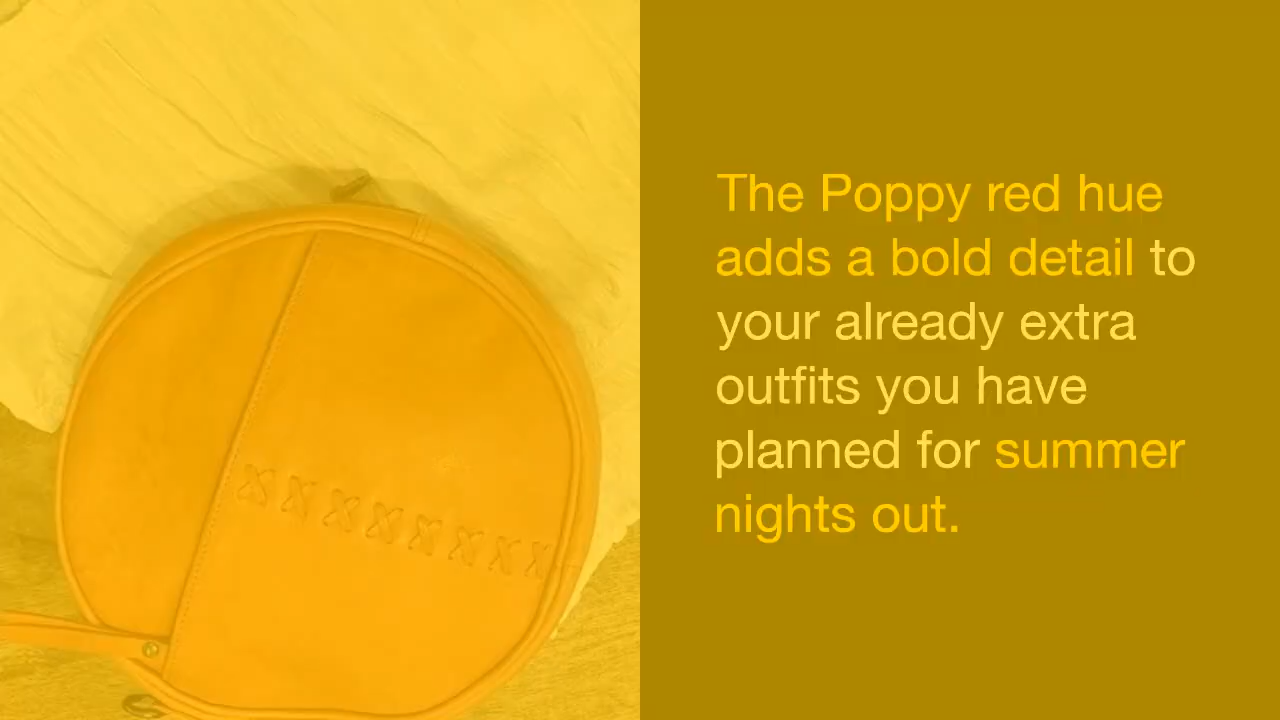 The Poppy red hue
adds a bold detail to
your already extra
outfits you have
planned for summer
nights out.